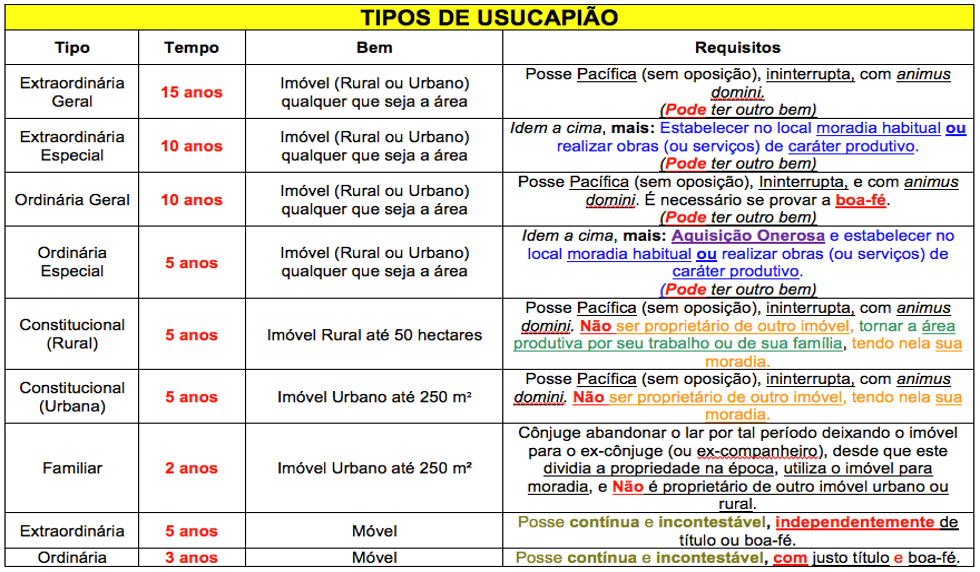 TIPOS DE USUCAPIÃO
Tipo Tempo Bem Requisitos
Extraordinária
Geral
15 anos
Imóvel (Rural ou Urbano)
qualquer que seja a área
Posse Pacífica (sem oposição), ininterrupta, com animus
domini.
(Pode ter outro bem)
Extraordinária
Especial
10 anos
Imóvel (Rural ou Urbano)
qualquer que seja a área
Idem a cima, mais: Estabelecer no local moradia habitual ou
realizar obras (ou serviços) de caráter produtivo.
(Pode ter outro bem)
Ordinária Geral
10 anos
Imóvel (Rural ou Urbano)
qualquer que seja a área
Posse Pacífica (sem oposição), Ininterrupta, e com animus
domini. É necessário se provar a boa-fé.
(Pode ter outro bem)
Ordinária
Especial
5 anos
Imóvel (Rural ou Urbano)
qualquer que seja a área
Idem a cima, mais: Aquisição Onerosa e estabelecer no
local moradia habitual ou realizar obras (ou serviços) de
caráter produtivo.
(Pode ter outro bem)
Constitucional
(Rural)
5 anos
Imóvel Rural até 50 hectares
Posse Pacífica (sem oposição), ininterrupta, com animus
domini. Não ser proprietário de outro imóvel, tornar a área
produtiva por seu trabalho ou de sua família, tendo nela sua
moradia.
Constitucional
(Urbana)
5 anos
Imóvel Urbano até 250 m²
Posse Pacífica (sem oposição), ininterrupta, com animus
domini. Não ser proprietário de outro imóvel, tendo nela sua
moradia.
Familiar
2 anos
Imóvel Urbano até 250 m²
Cônjuge abandonar o lar por tal período deixando o imóvel
para o ex-cônjuge (ou ex-companheiro), desde que este
dividia a propriedade na época, utiliza o imóvel para
moradia, e Não é proprietário de outro imóvel urbano ou
rural.
Extraordinária
5 anos
Móvel
Posse contínua e incontestável, independentemente de
título ou boa-fé.
Ordinária
3 anos
Móvel
Posse contínua e incontestável, com justo título e boa-fé.